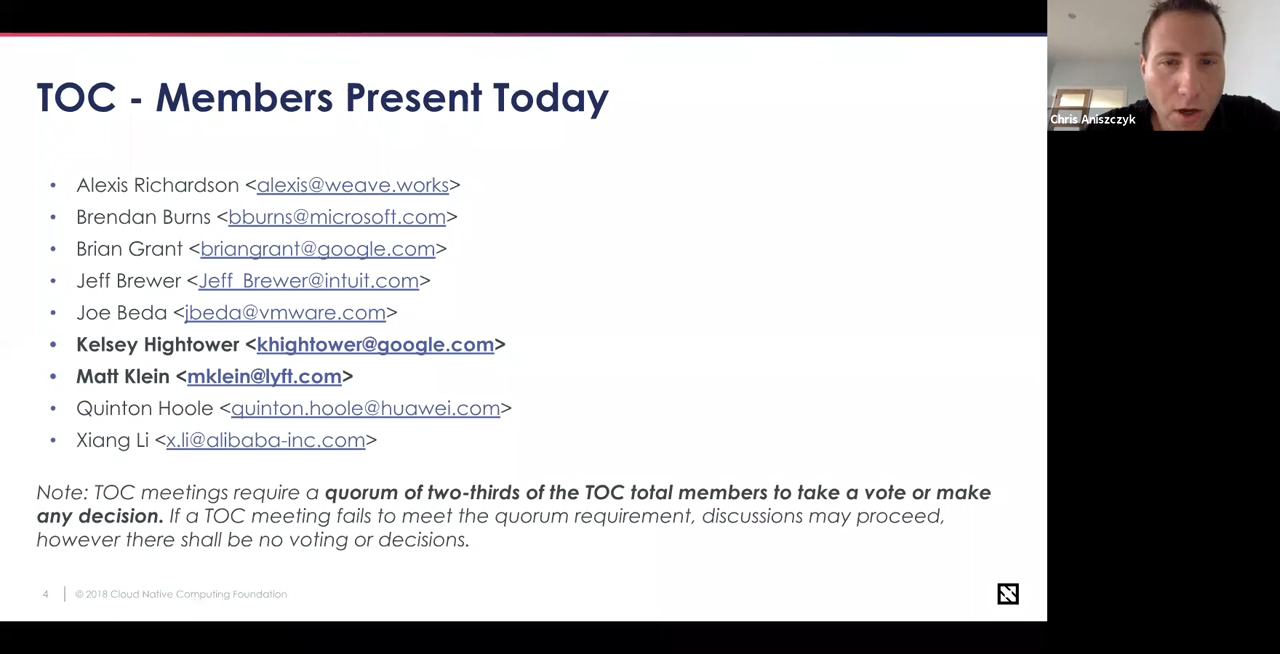 TOC - Members Present Today
Chris Aniszczyk
• Alexis Richardson <alexis@weave.works>
• Brendan Burns <bburns@microsoft.com>
• Brian Grant <briangrant@google.com>
• Jeff Brewer <Jeff_Brewer@intuit.com>
• Joe Beda <jbeda@vmware.com>
• Kelsey Hightower <khightower@google.com>
• Matt Klein <mklein@lyft.com>
• Quinton Hoole <quinton.hoole@huawei.com>
• Xiang Li <x.li@alibaba-inc.com>
Note: TOC meetings require a quorum of two-thirds of the TOC total members to take a vote or make
any decision. If a TOC meeting fails to meet the quorum requirement, discussions may proceed,
however there shall be no voting or decisions.
4 © 2018 Cloud Native Computing Foundation